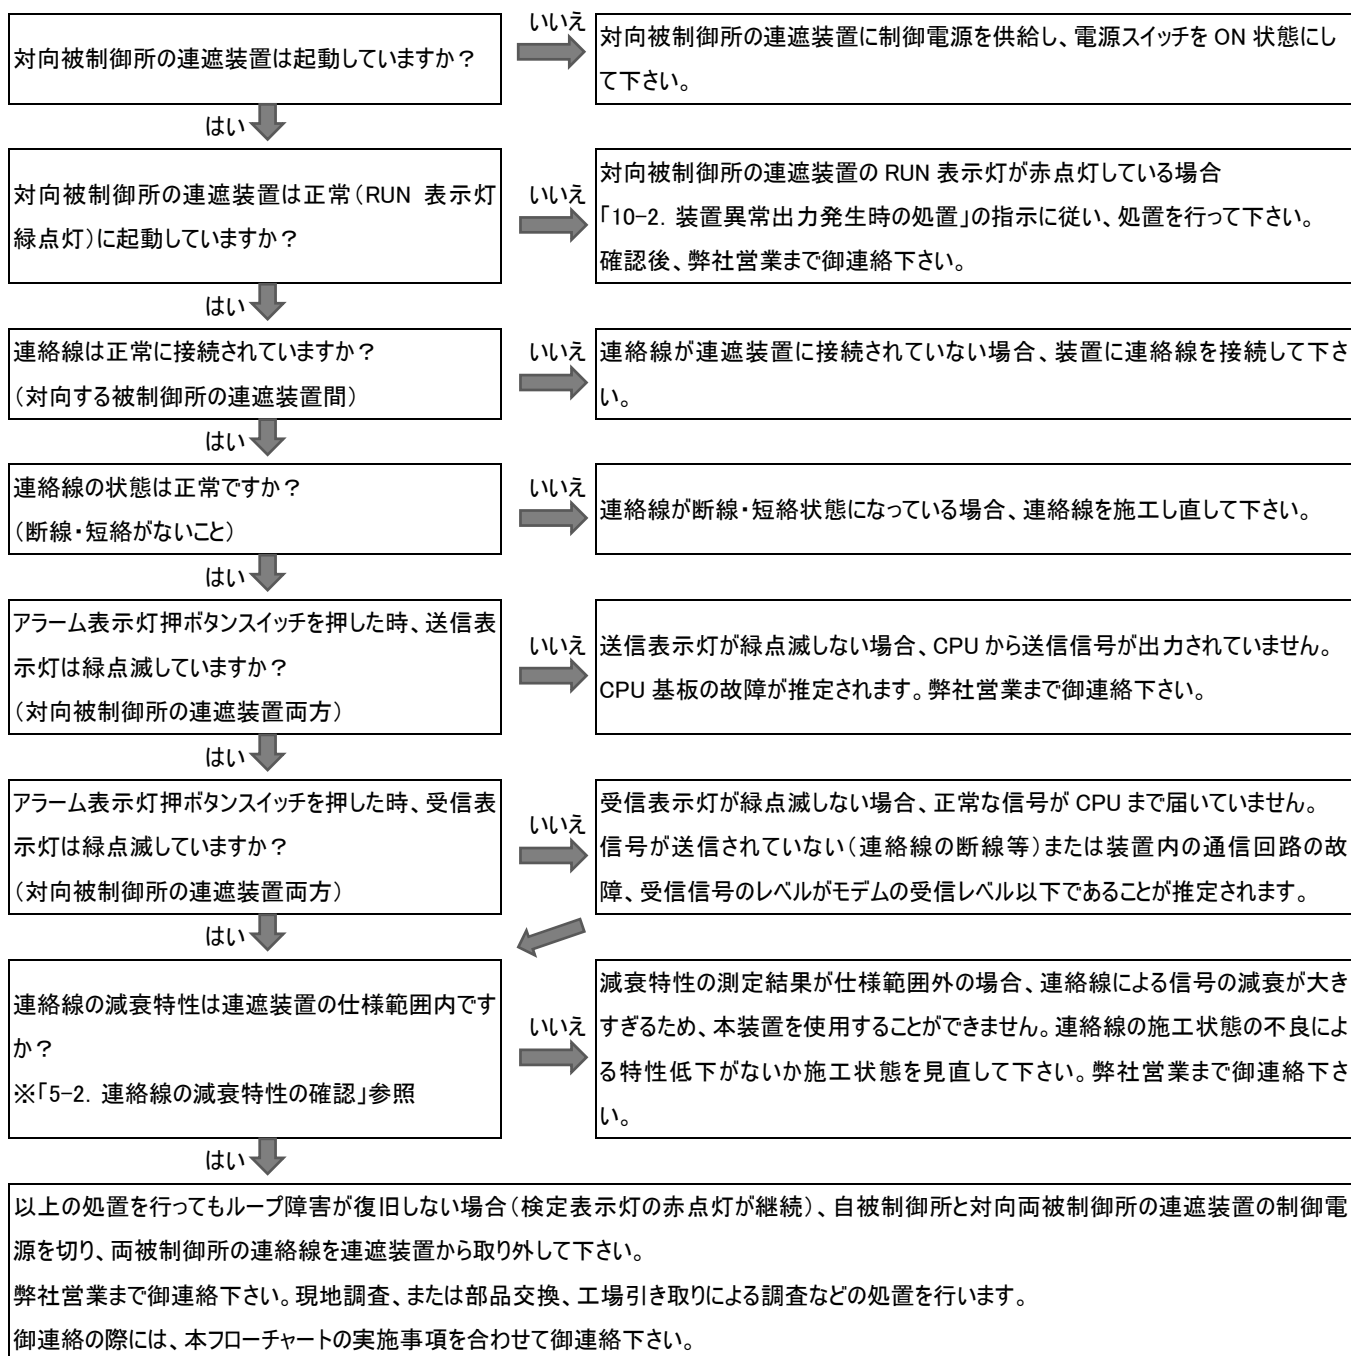 対向被制御所の連遮装置は起動していますか？
いいえ
対向被制御所の連遮装置に制御電源を供給し、電源スイッチを ON 状態にし
て下さい。
はい
対向被制御所の連遮装置は正常（RUN 表示灯
緑点灯）に起動していますか？
いいえ
対向被制御所の連遮装置の RUN 表示灯が赤点灯している場合
「10-2．装置異常出力発生時の処置」の指示に従い、処置を行って下さい。
確認後、弊社営業まで御連絡下さい。
はい
連絡線は正常に接続されていますか？
（対向する被制御所の連遮装置間）
いいえ
連絡線が連遮装置に接続されていない場合、装置に連絡線を接続して下さ
い。
はい
連絡線の状態は正常ですか？
（断線・短絡がないこと）
いいえ
連絡線が断線・短絡状態になっている場合、連絡線を施工し直して下さい。
はい
アラーム表示灯押ボタンスイッチを押した時、送信表
示灯は緑点滅していますか？
（対向被制御所の連遮装置両方）
いいえ
送信表示灯が緑点滅しない場合、CPU から送信信号が出力されていません。
CPU 基板の故障が推定されます。弊社営業まで御連絡下さい。
はい
アラーム表示灯押ボタンスイッチを押した時、受信表
示灯は緑点滅していますか？
（対向被制御所の連遮装置両方）
いいえ
受信表示灯が緑点滅しない場合、正常な信号が CPU まで届いていません。
信号が送信されていない（連絡線の断線等）または装置内の通信回路の故
障、受信信号のレベルがモデムの受信レベル以下であることが推定されます。
はい
連絡線の減衰特性は連遮装置の仕様範囲内です
か？
※「5-2．連絡線の減衰特性の確認」参照
いいえ
減衰特性の測定結果が仕様範囲外の場合、連絡線による信号の減衰が大き
すぎるため、本装置を使用することができません。連絡線の施工状態の不良によ
る特性低下がないか施工状態を見直して下さい。弊社営業まで御連絡下さ
い。
はい
以上の処置を行ってもループ障害が復旧しない場合（検定表示灯の赤点灯が継続）、自被制御所と対向両被制御所の連遮装置の制御電
源を切り、両被制御所の連絡線を連遮装置から取り外して下さい。
弊社営業まで御連絡下さい。現地調査、または部品交換、工場引き取りによる調査などの処置を行います。
御連絡の際には、本フローチャートの実施事項を合わせて御連絡下さい。